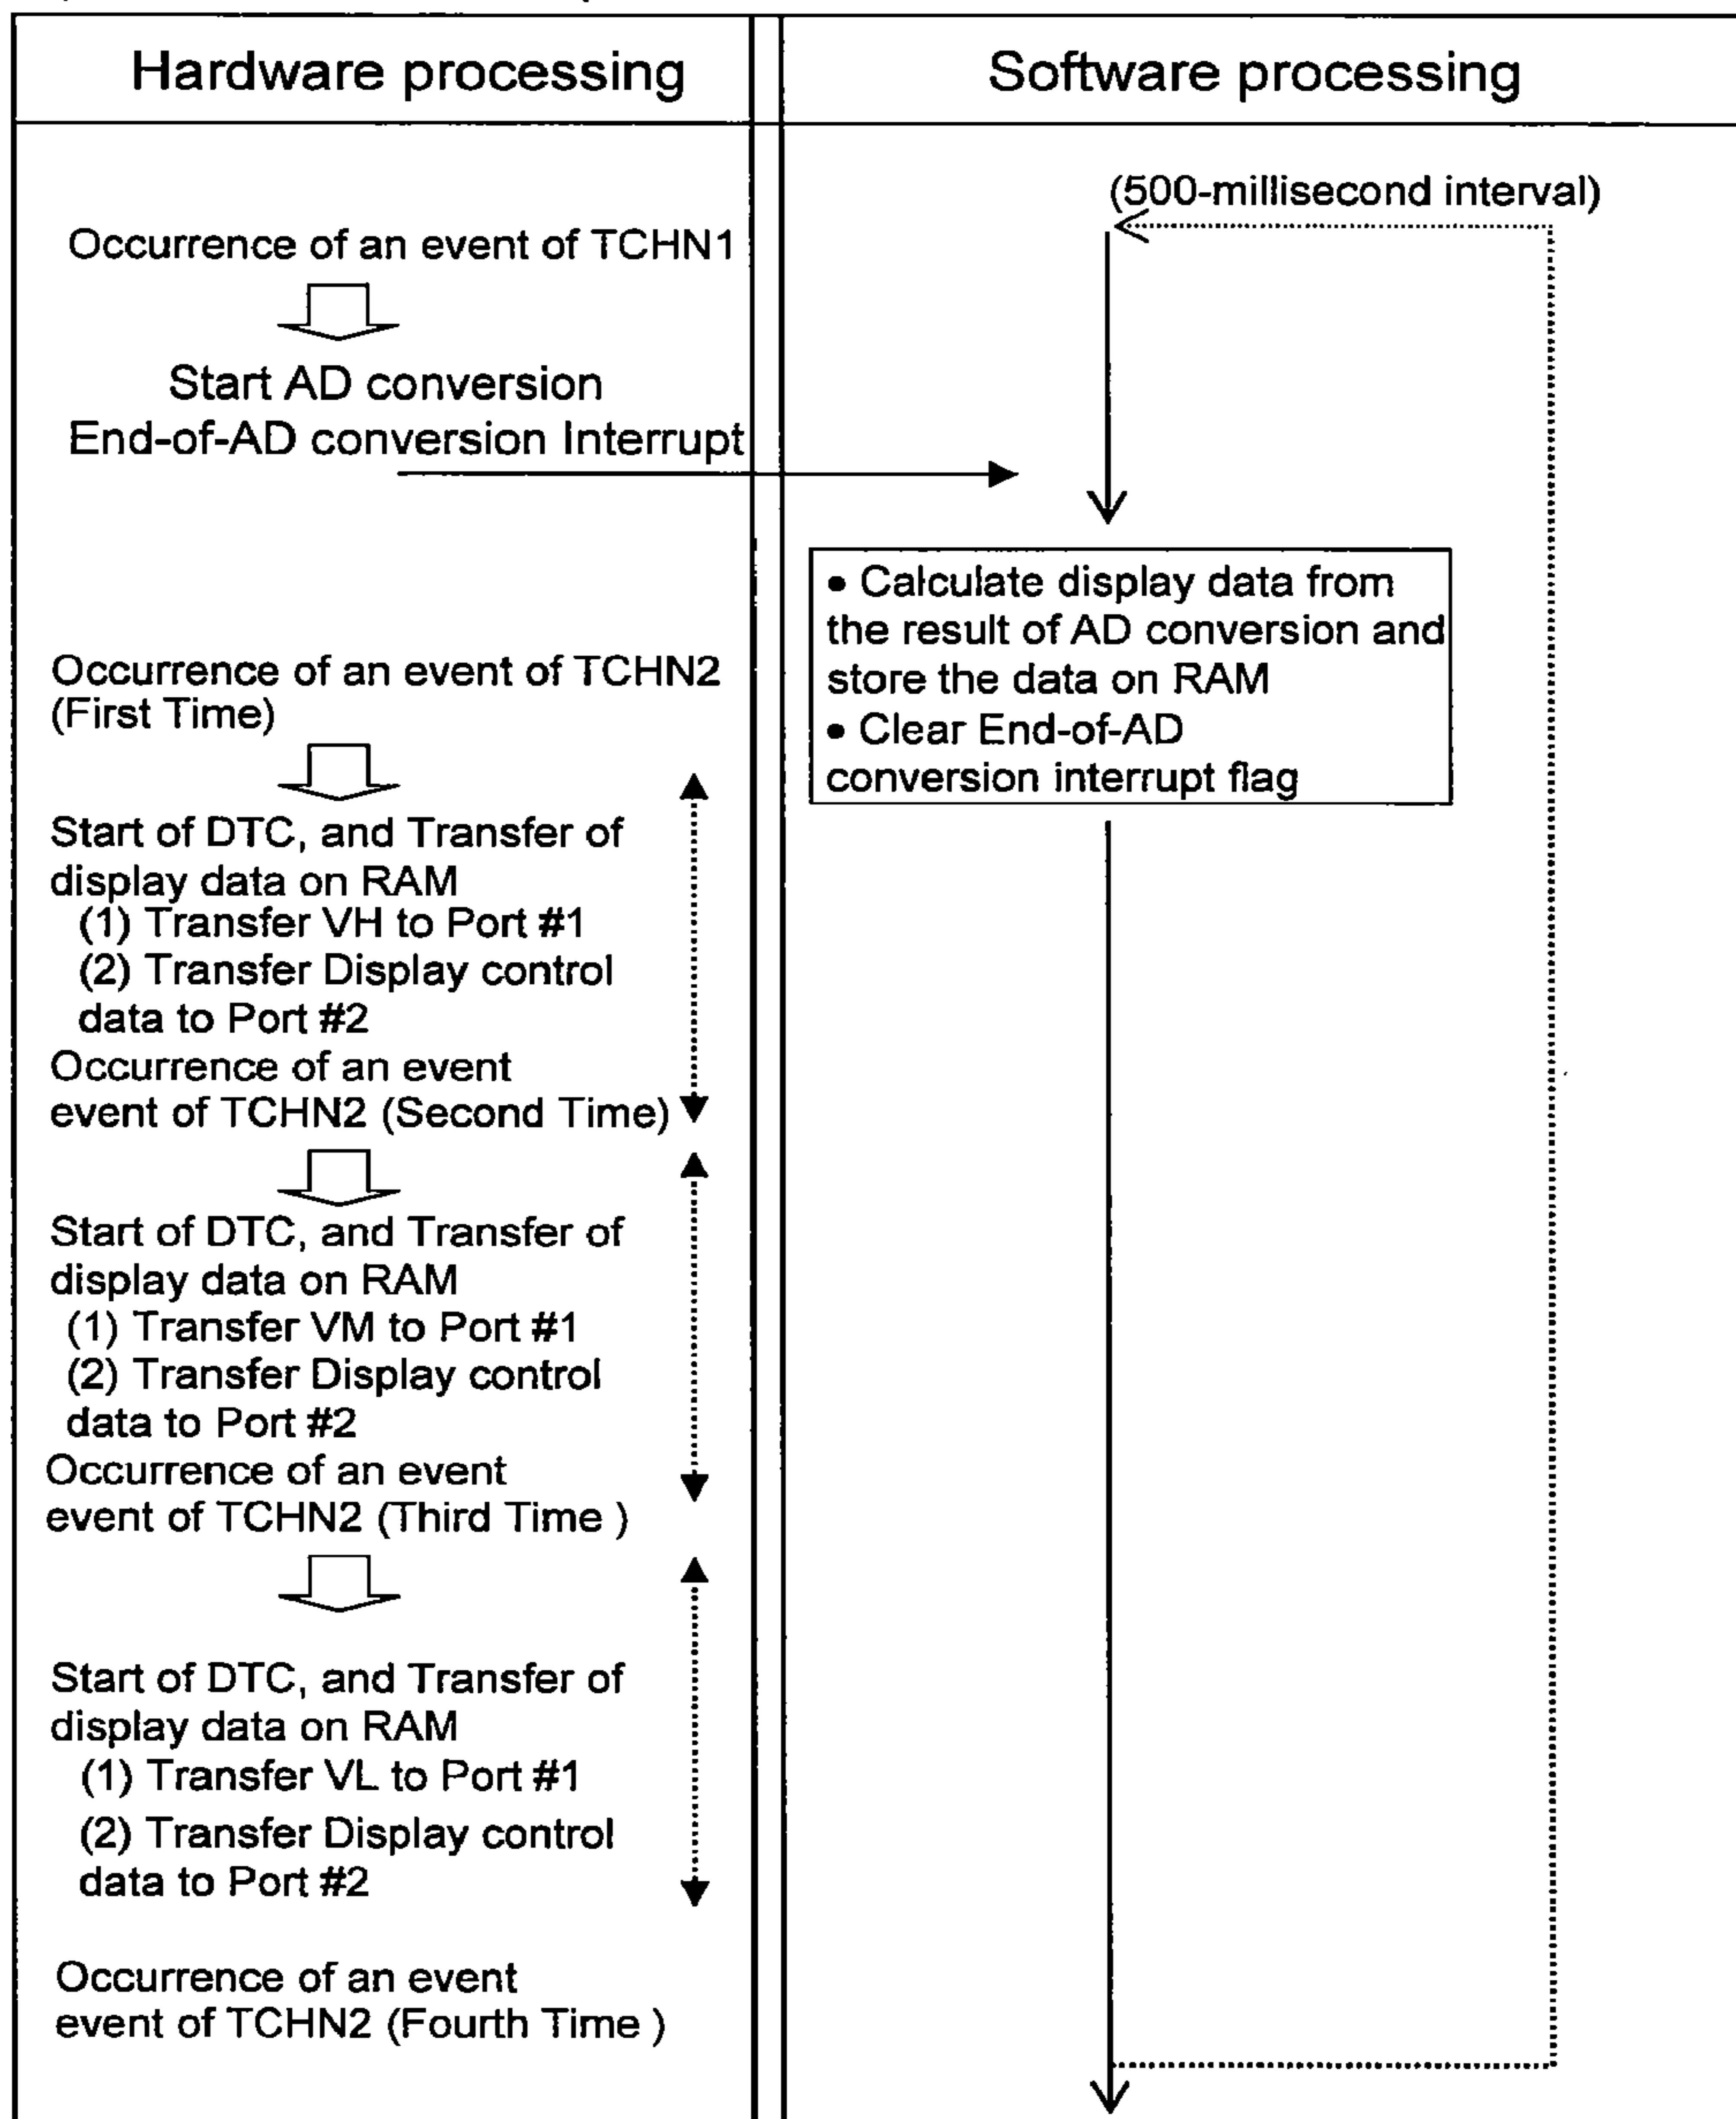 Hardware processing
Software processing
(500-millisecond interval)
Occurrence of an event of TCHN1
Start AD conversion
End-of-AD conversion Interrupt
• Calculate display data from
the result of AD conversion and
store the data on RAM
• Clear End-of-AD
conversion interrupt flag
Occurrence of an event of TCHN2
(First Time)
Start of DTC, and Transfer of
display data on RAM
(1) Transfer VH to Port #1
(2) Transfer Display control
data to Port #2
Occurrence of an event
event of TCHN2 (Second Time)
Start of DTC, and Transfer of
display data on RAM
(1) Transfer VM to Port #1
(2) Transfer Display control
data to Port #2
Occurrence of an event
event of TCHN2 (Third Time )
Start of DTC, and Transfer of
display data on RAM
(1) Transfer VL to Port #1
(2) Transfer Display control
data to Port #2
Occurrence of an event
event of TCHN2 (Fourth Time )